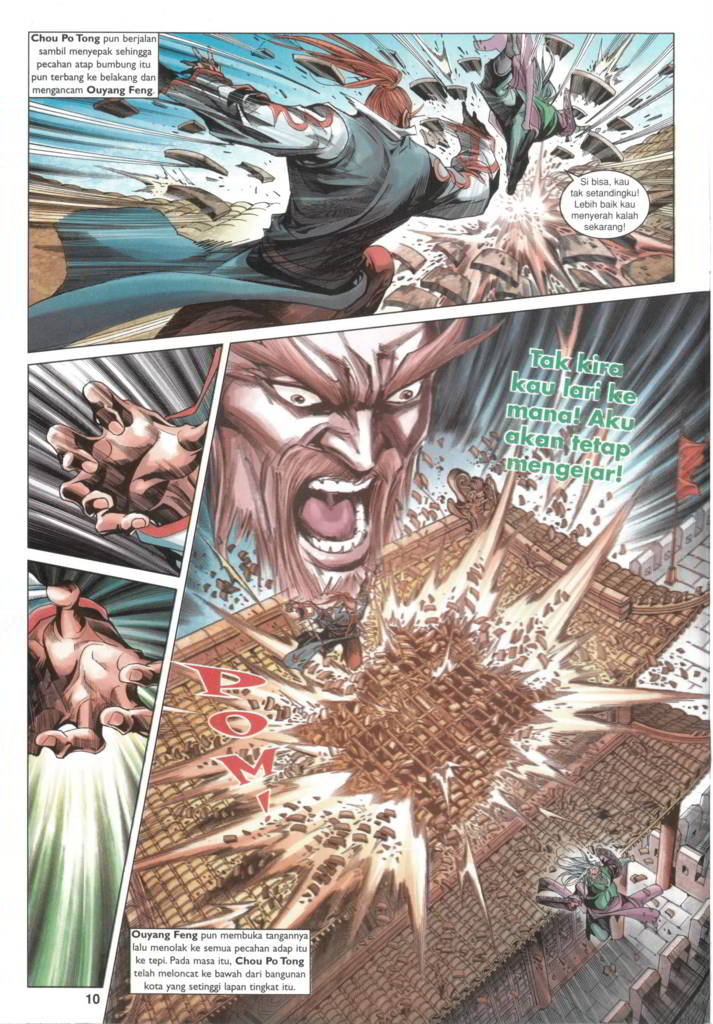 Chou Po Tong pun berjalan
sambil menyepak sehingga
pecahan atap bumbung itu
pun terbang ke belakang dan
mengancam Ouyang Feng.
Si bisa, kau
tak setandingku!
Lebih baik kau
menyerah kalah
sekarang!
Tak kira
kau lari ke
mana! Aku
akan tetap
mengejar!
POM!
Ouyang Feng pun membuka tangannya
lalu menolak ke semua pecahan adap itu
ke tepi. Pada masa itu, Chou Po Tong
telah meloncat ke bawah dari bangunan
kota yang setinggi lapan tingkat itu.
10